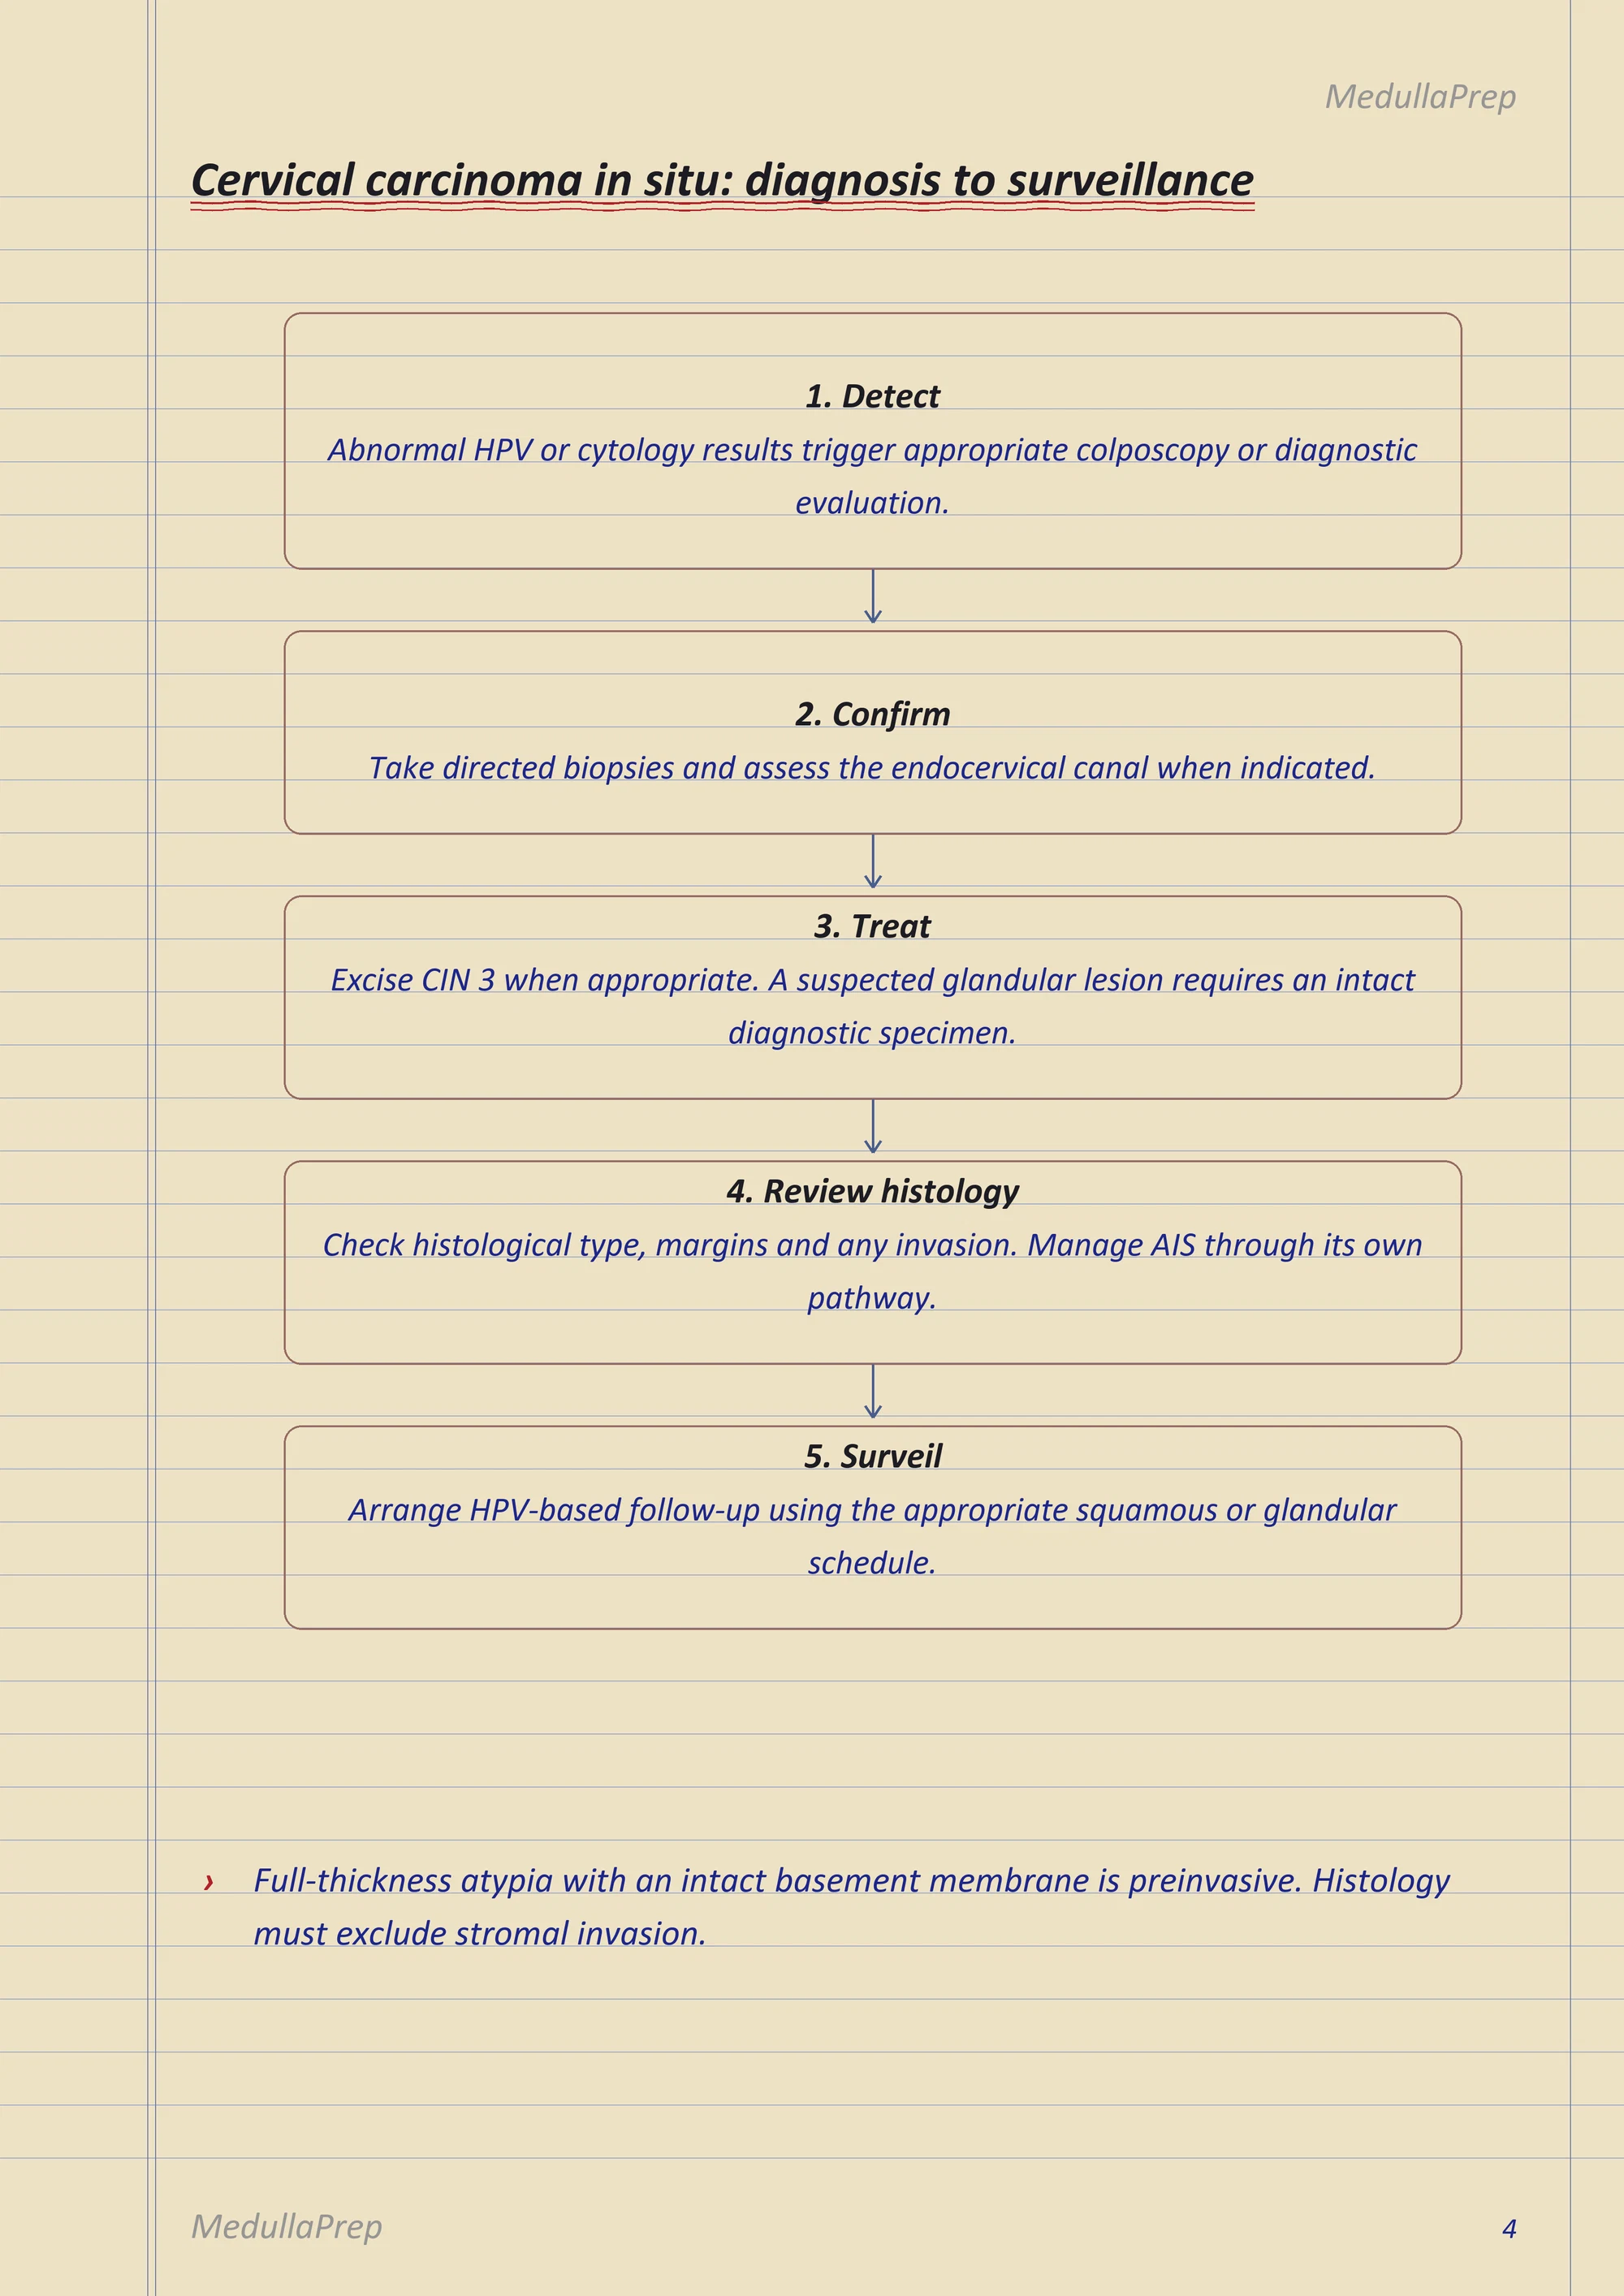 MedullaPrep
Cervical carcinoma in situ: diagnosis to surveillance
1. Detect
Abnormal HPV or cytology results trigger appropriate colposcopy or diagnostic
evaluation.
2. Confirm
Take directed biopsies and assess the endocervical canal when indicated.
3. Treat
Excise CIN 3 when appropriate. A suspected glandular lesion requires an intact
diagnostic specimen.
4. Review histology
Check histological type, margins and any invasion. Manage AIS through its own
pathway.
5. Surveil
Arrange HPV-based follow-up using the appropriate squamous or glandular
schedule.
› Full-thickness atypia with an intact basement membrane is preinvasive. Histology
must exclude stromal invasion.
MedullaPrep
4